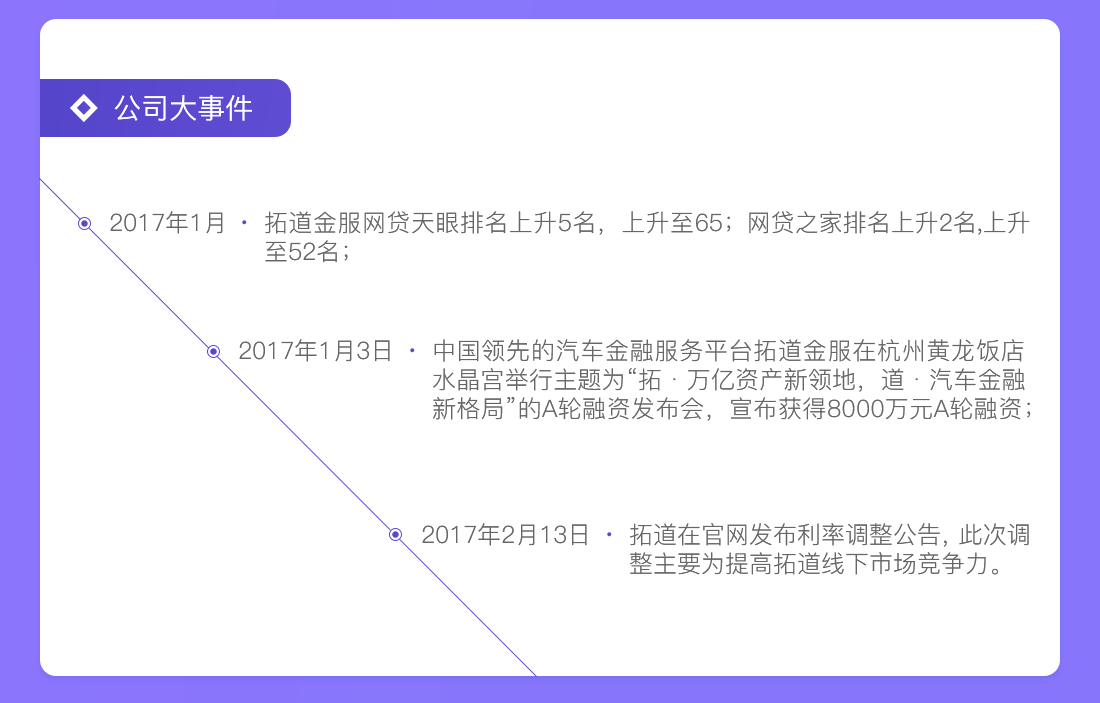 公司大事件
2017年1月 · 拓道金服网贷天眼排名上升5名，上升至65；网贷之家排名上升2名,上升
至52名；
2017年1月3日 · 中国领先的汽车金融服务平台拓道金服在杭州黄龙饭店
水晶宫举行主题为“拓·万亿资产新领地，道·汽车金融
新格局”的A轮融资发布会，宣布获得8000万元A轮融资；
2017年2月13日 · 拓道在官网发布利率调整公告, 此次调
整主要为提高拓道线下市场竞争力。